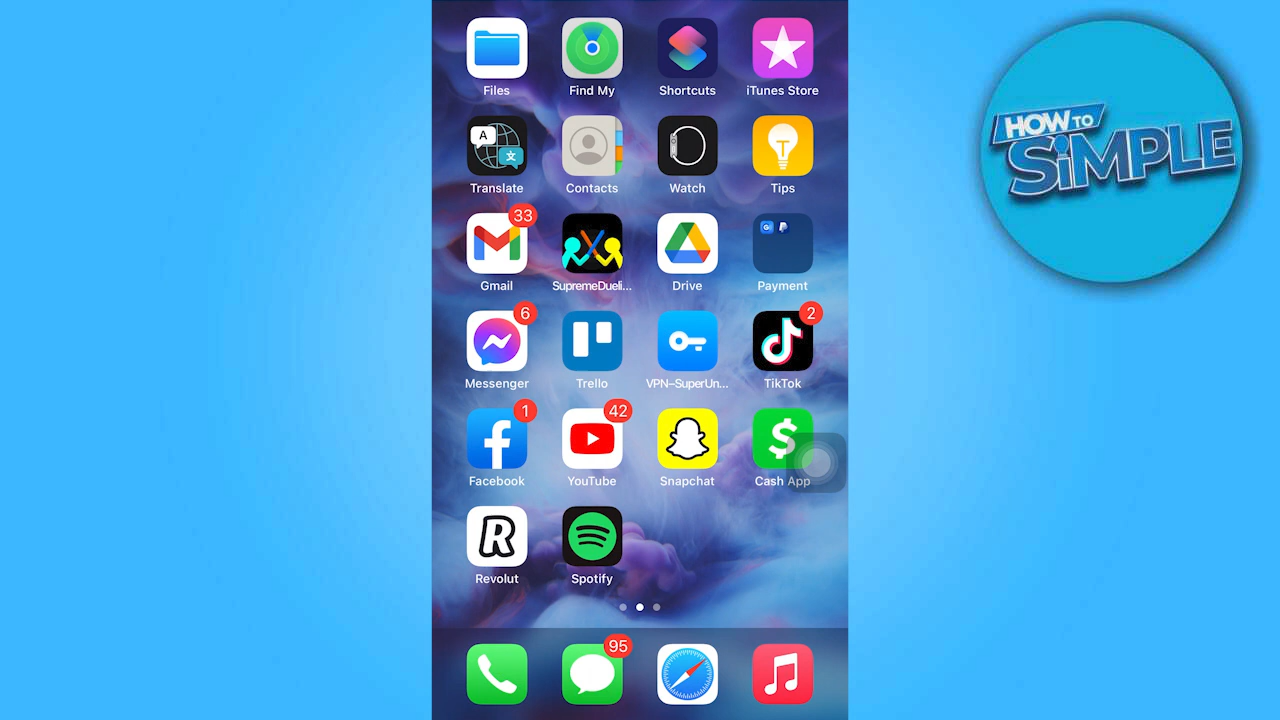 HOW TO
SiMPLE
Files
Find My
Shortcuts
iTunes Store
A
文
Translate
Contacts
Watch
T
Tips
33
Gmail
SupremeDueli...
Drive
G
Payment
6
Messenger
Trello
VPN–SuperUn...
2
TikTok
1
Facebook
42
YouTube
Snapchat
$
Cash App
R
Revolut
Spotify
95